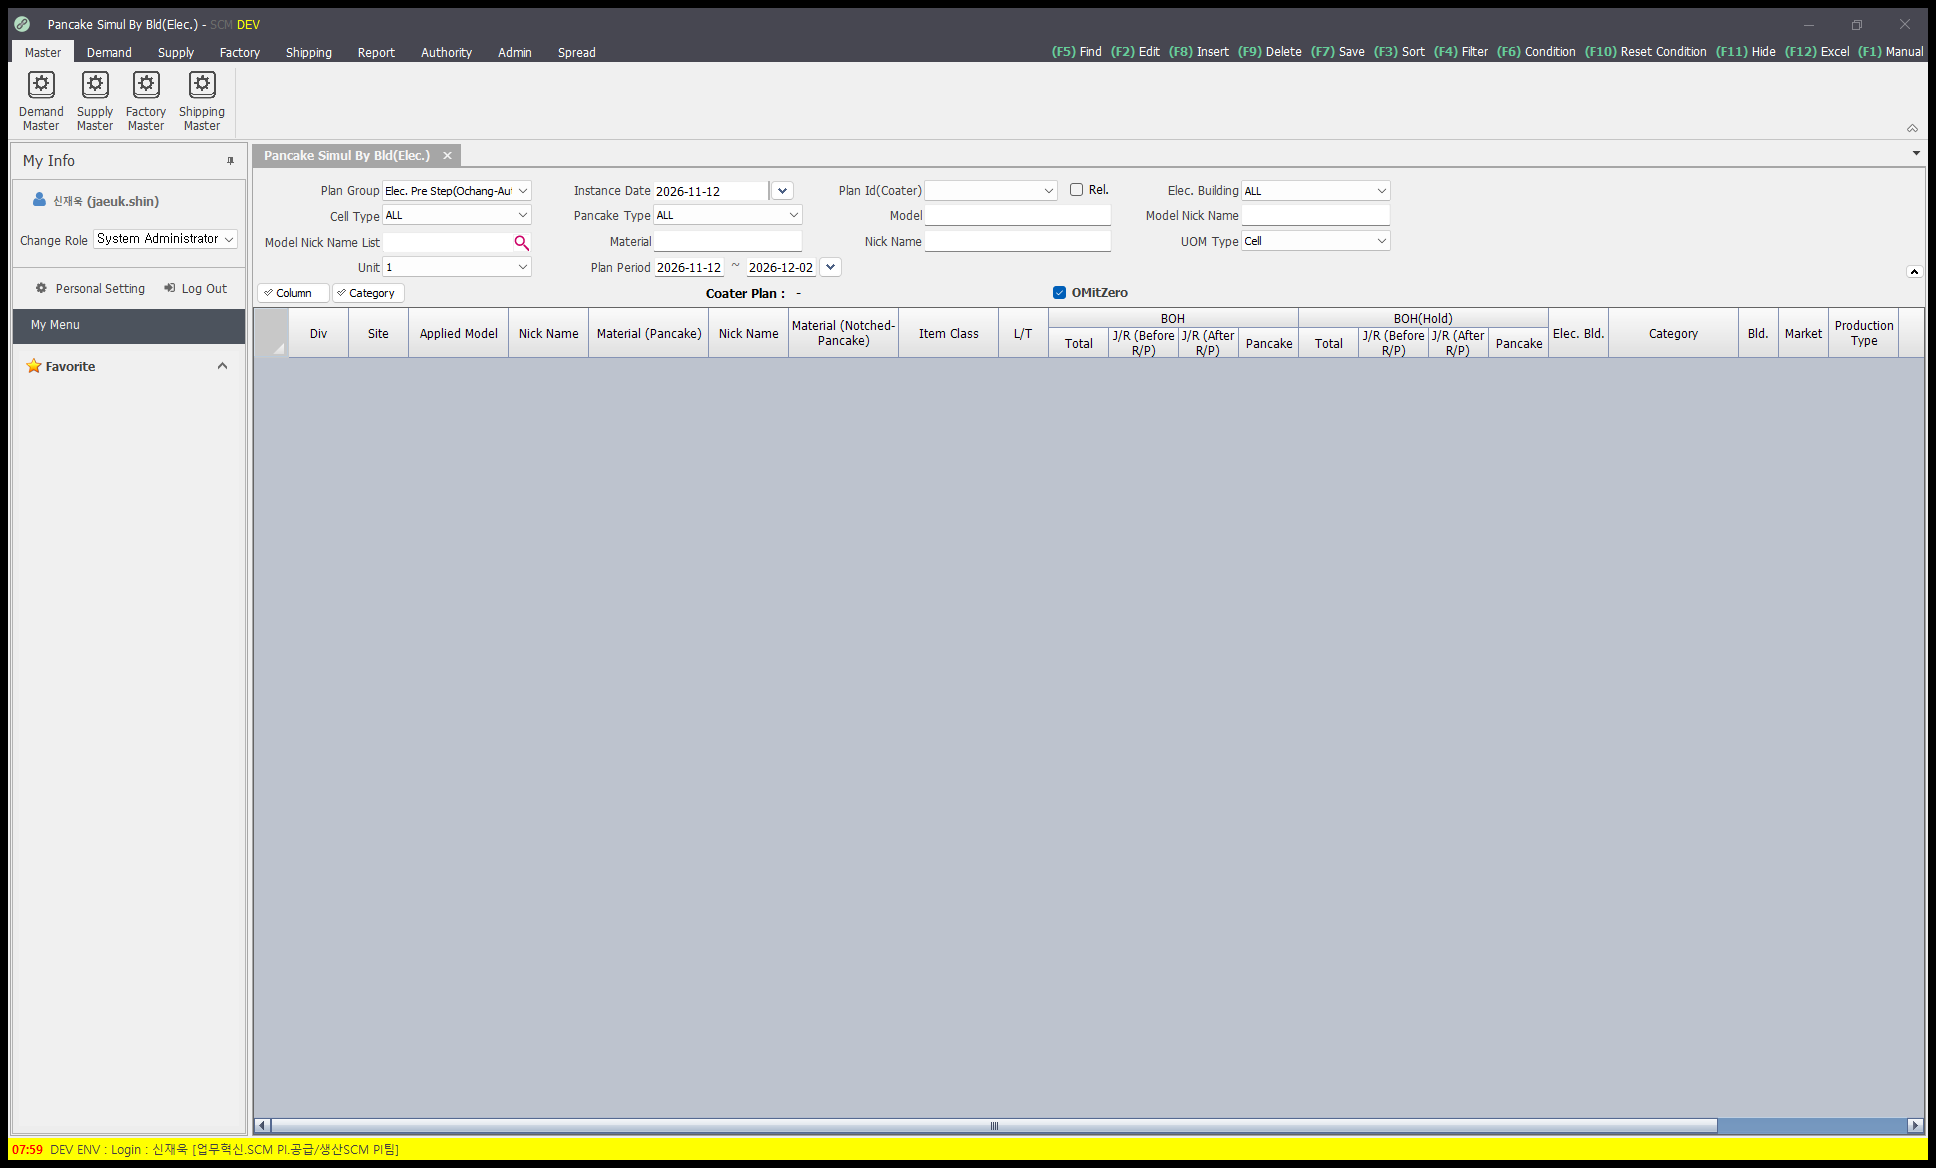 Pancake Simul By Bld(Elec.) - SCM DEV
Master Demand Supply Factory Shipping Report Authority Admin Spread
(F5) Find (F2) Edit (F8) Insert (F9) Delete (F7) Save (F3) Sort (F4) Filter (F6) Condition (F10) Reset Condition (F11) Hide (F12) Excel (F1) Manual
Demand Master
Supply Master
Factory Master
Shipping Master
My Info
신재욱 (jaeuk.shin)
Change Role System Administrator
Personal Setting Log Out
My Menu
Favorite
Pancake Simul By Bld(Elec.)
Plan Group Elec. Pre Step(Ochang-Au Instance Date 2026-11-12 Plan Id(Coater) Rel. Elec. Building ALL
Cell Type ALL Pancake Type ALL Model Model Nick Name
Model Nick Name List Material Nick Name UOM Type Cell
Unit 1 Plan Period 2026-11-12 ~ 2026-12-02
Column Category Coater Plan : - OMitZero
Div
Site
Applied Model
Nick Name
Material (Pancake)
Nick Name
Material (Notched-
Pancake)
Item Class
L/T
BOH
Total
J/R (Before
R/P)
J/R (After
R/P)
Pancake
BOH(Hold)
Total
J/R (Before
R/P)
J/R (After
R/P)
Pancake
Elec. Bld.
Category
Bld.
Market
Production
Type
07:59 DEV ENV : Login : 신재욱 [업무혁신.SCM PI.공급/생산SCM PI팀]